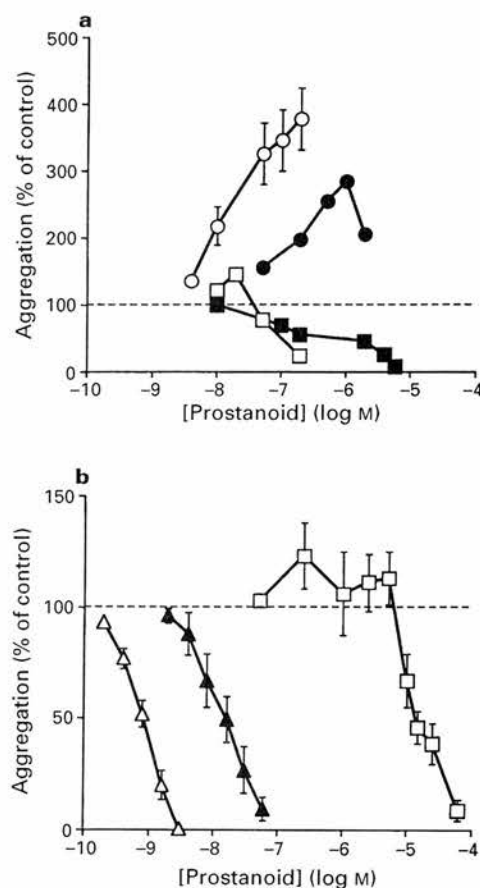 a
500
400
300
200
100
0
Aggregation (% of control)
−10 −9 −8 −7 −6 −5 −4
[Prostanoid] (log M)
b
150
100
50
0
Aggregation (% of control)
−10 −9 −8 −7 −6 −5 −4
[Prostanoid] (log M)